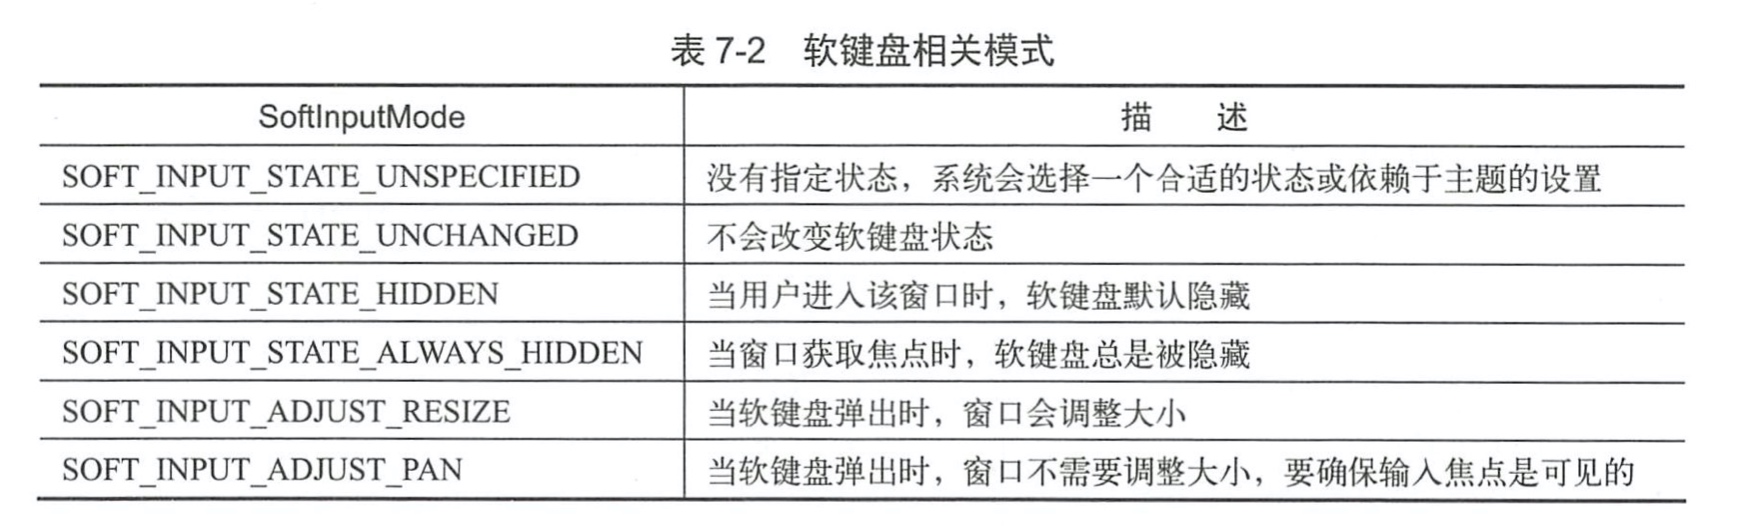 表 7-2 软键盘相关模式
SoftInputMode 描 述
SOFT_INPUT_STATE_UNSPECIFIED 没有指定状态，系统会选择一个合适的状态或依赖于主题的设置
SOFT_INPUT_STATE_UNCHANGED 不会改变软键盘状态
SOFT_INPUT_STATE_HIDDEN 当用户进入该窗口时，软键盘默认隐藏
SOFT_INPUT_STATE_ALWAYS_HIDDEN 当窗口获取焦点时，软键盘总是被隐藏
SOFT_INPUT_ADJUST_RESIZE 当软键盘弹出时，窗口会调整大小
SOFT_INPUT_ADJUST_PAN 当软键盘弹出时，窗口不需要调整大小，要确保输入焦点是可见的